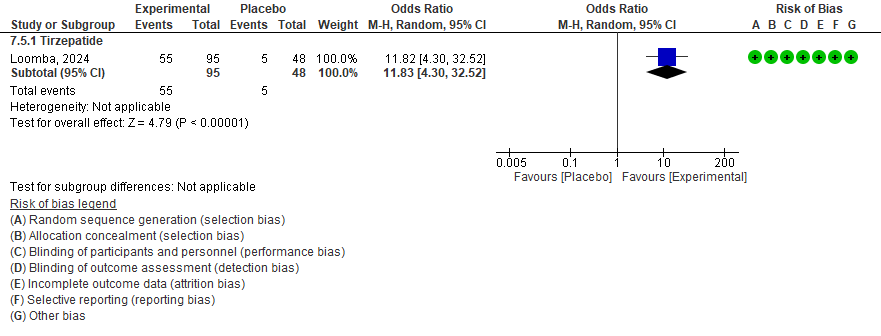 Experimental Placebo Odds Ratio Odds Ratio Risk of Bias
Study or Subgroup Events Total Events Total Weight M-H, Random, 95% CI M-H, Random, 95% CI A B C D E F G
7.5.1 Tirzepatide
Loomba, 2024 55 95 5 48 100.0% 11.82 [4.30, 32.52]
Subtotal (95% CI) 95 48 100.0% 11.83 [4.30, 32.52]
Total events 55 5
Heterogeneity: Not applicable
Test for overall effect: Z = 4.79 (P < 0.00001)
0.005 0.1 1 10 200
Favours [Placebo] Favours [Experimental]
Test for subgroup differences: Not applicable
Risk of bias legend
(A) Random sequence generation (selection bias)
(B) Allocation concealment (selection bias)
(C) Blinding of participants and personnel (performance bias)
(D) Blinding of outcome assessment (detection bias)
(E) Incomplete outcome data (attrition bias)
(F) Selective reporting (reporting bias)
(G) Other bias